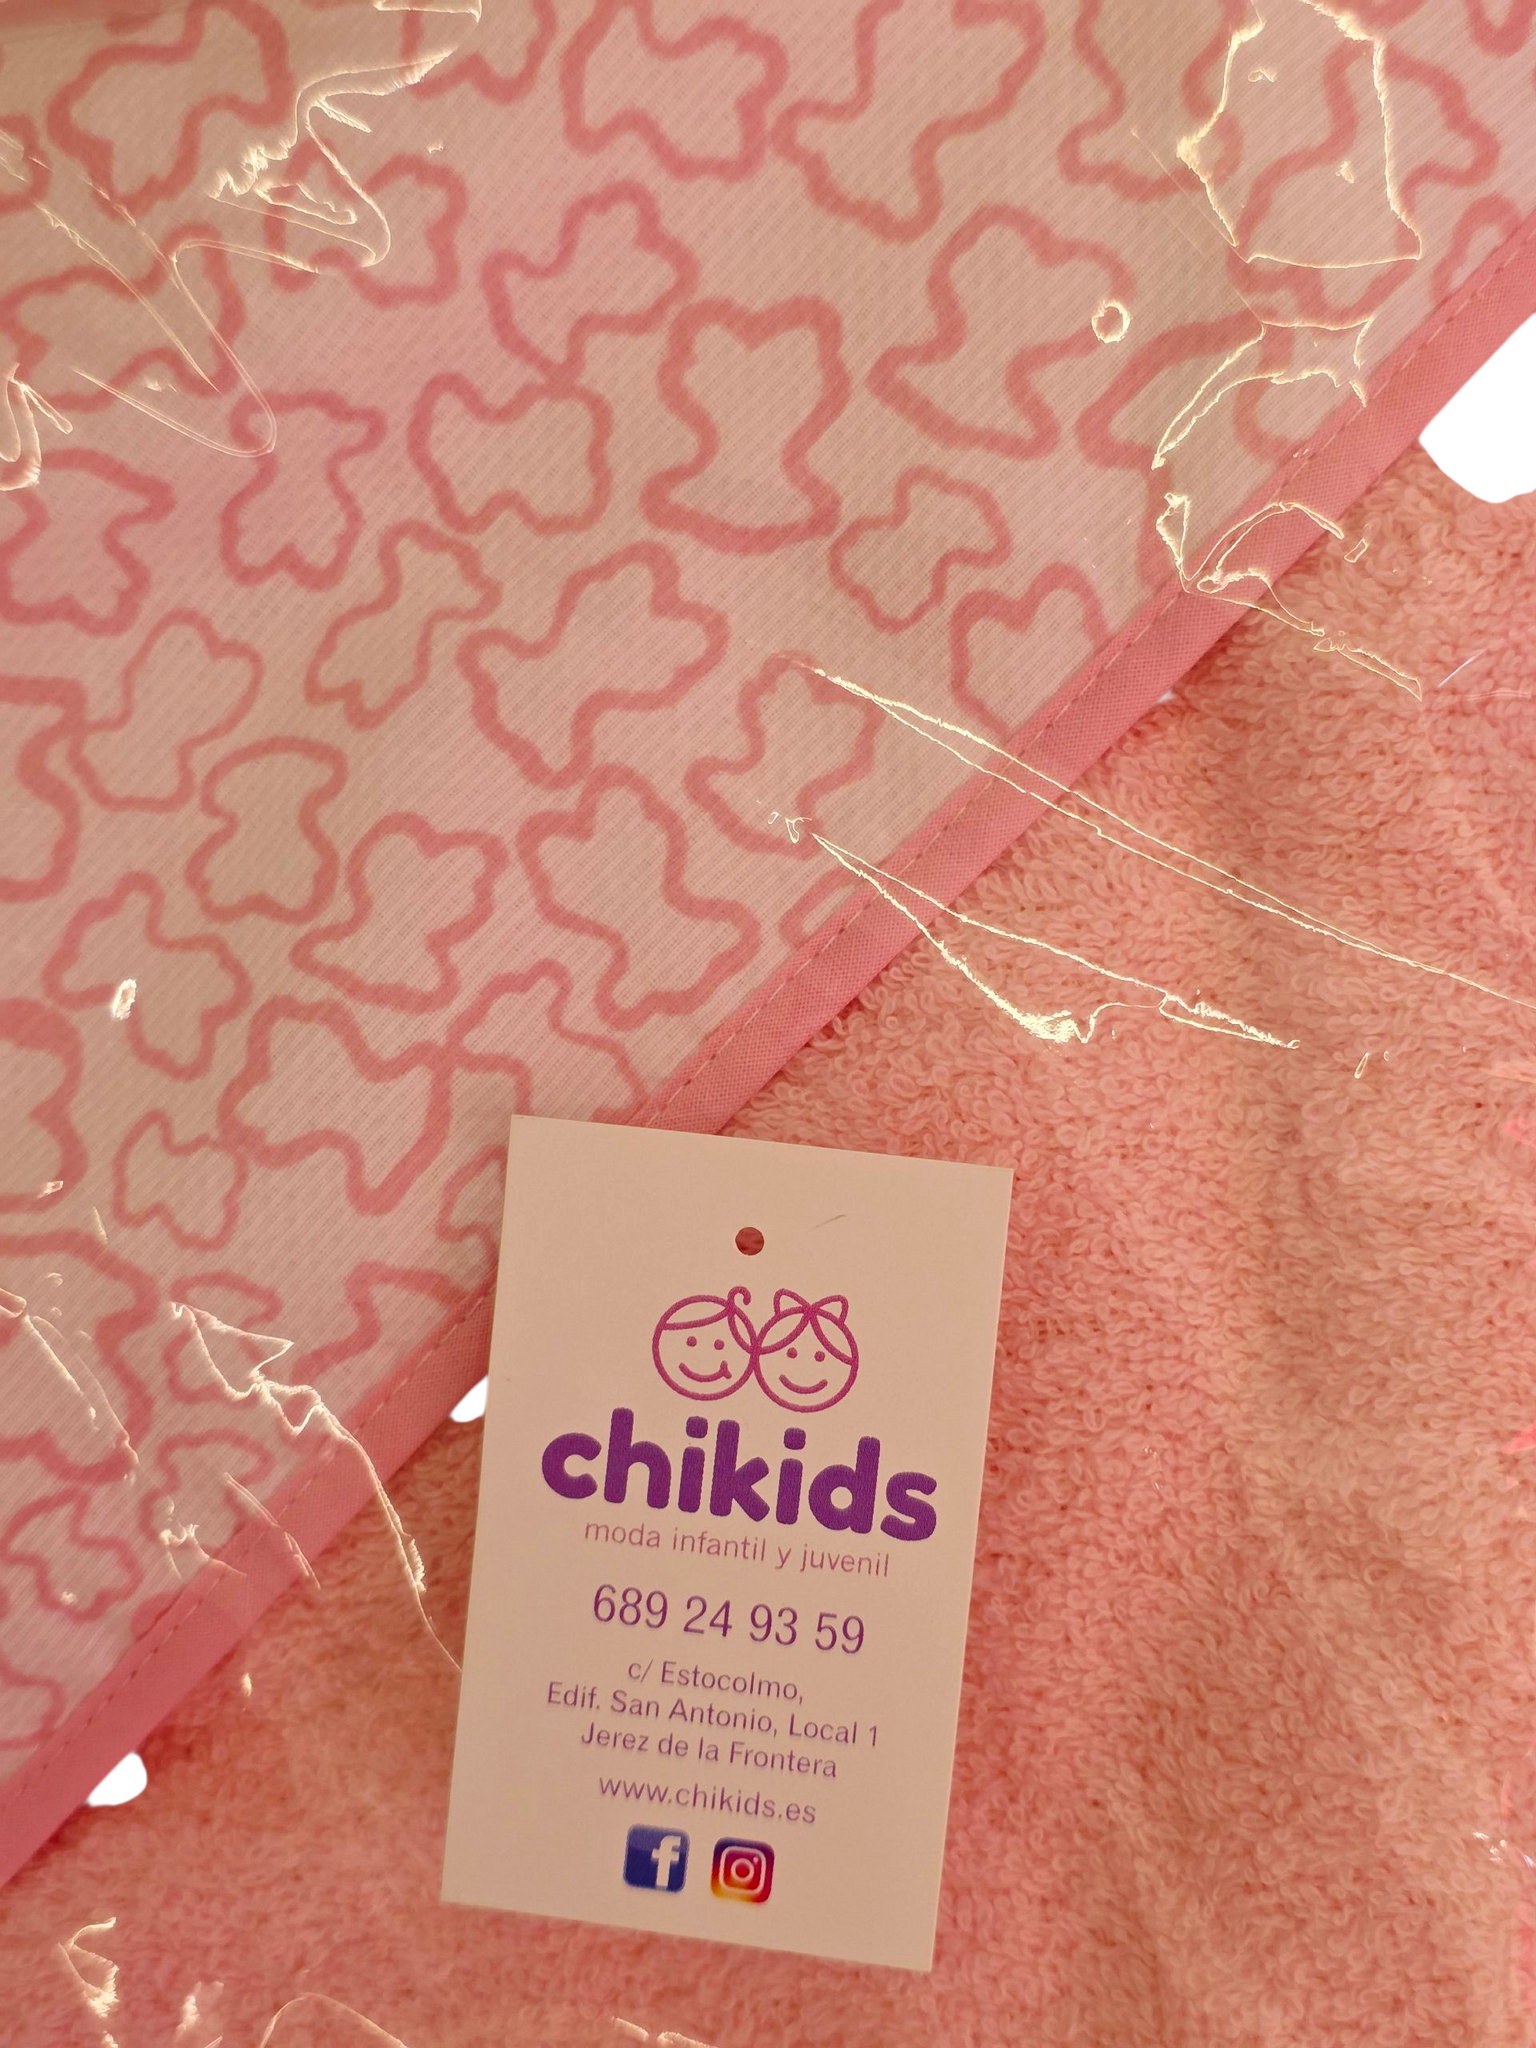 chikids
moda infantil y juvenil
689 24 93 59
c/ Estocolmo,
Edif. San Antonio, Local 1
Jerez de la Frontera
www.chikids.es